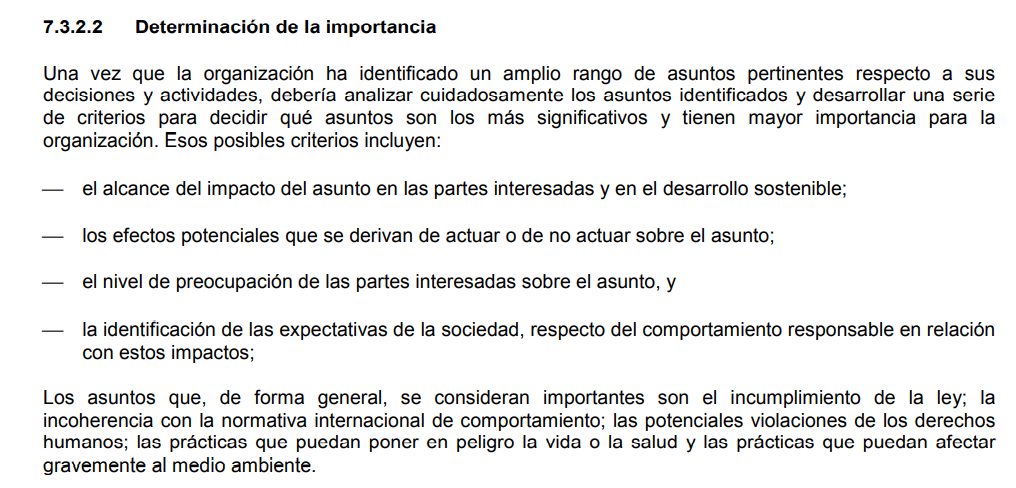 7.3.2.2 Determinación de la importancia
Una vez que la organización ha identificado un amplio rango de asuntos pertinentes respecto a sus
decisiones y actividades, debería analizar cuidadosamente los asuntos identificados y desarrollar una serie
de criterios para decidir qué asuntos son los más significativos y tienen mayor importancia para la
organización. Esos posibles criterios incluyen:
— el alcance del impacto del asunto en las partes interesadas y en el desarrollo sostenible;
— los efectos potenciales que se derivan de actuar o de no actuar sobre el asunto;
— el nivel de preocupación de las partes interesadas sobre el asunto, y
— la identificación de las expectativas de la sociedad, respecto del comportamiento responsable en relación
con estos impactos;
Los asuntos que, de forma general, se consideran importantes son el incumplimiento de la ley; la
incoherencia con la normativa internacional de comportamiento; las potenciales violaciones de los derechos
humanos; las prácticas que puedan poner en peligro la vida o la salud y las prácticas que puedan afectar
gravemente al medio ambiente.